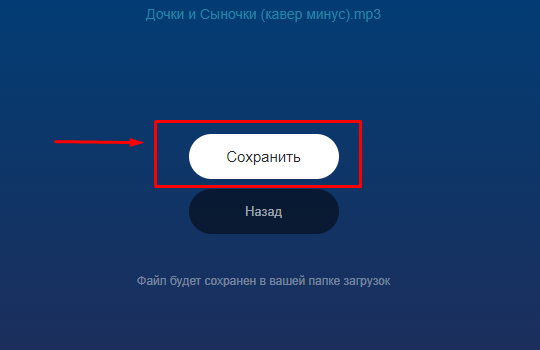 Дочки и Сыночки (кавер минус).mp3
Сохранить
Назад
Файл будет сохранен в вашей папке загрузок